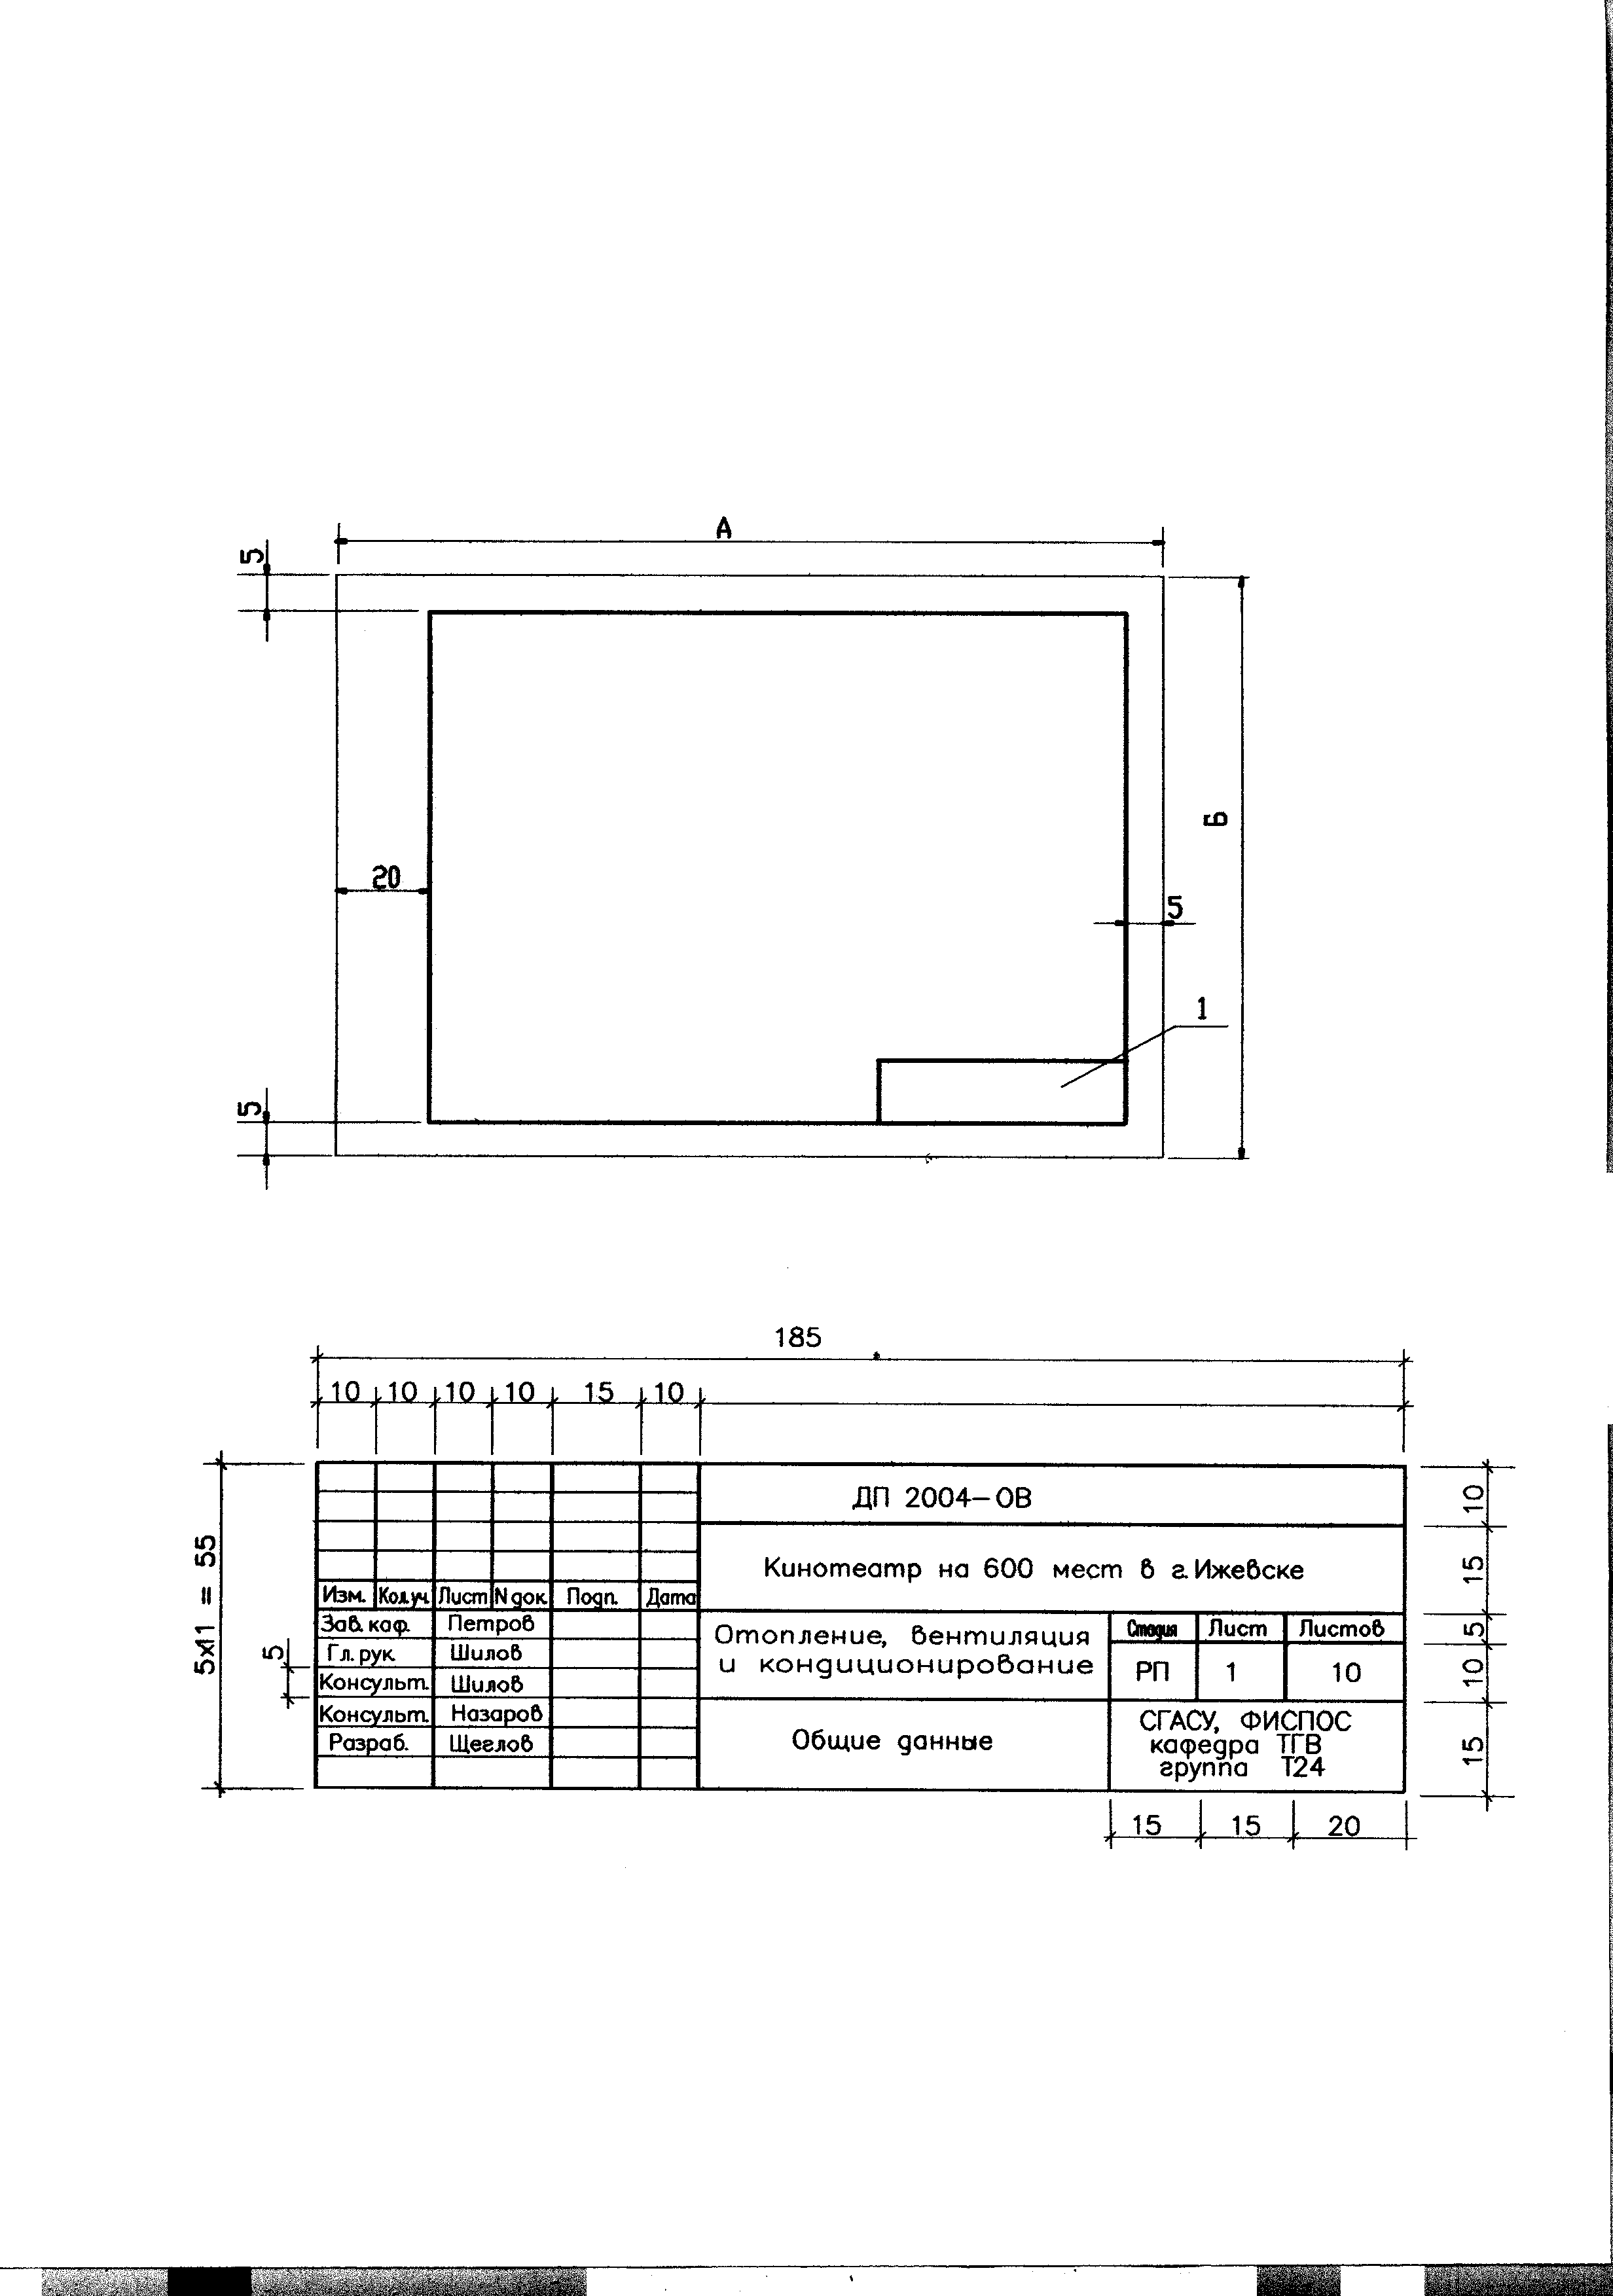 А
5
Б
20
5
1
5
185
10 10 10 10 15 10
ДП 2004-ОВ
10
Кинотеатр на 600 мест в г.Ижевске
15
5х11 = 55
Изм. Кол.уч. Лист N док. Подп. Дата
Зав. каф. Петров
Отопление, вентиляция
и кондиционирование
Стадия Лист Листов
5
Гл. рук. Шилов
5
РП 1 10
10
Консульт. Шилов
Консульт. Назаров
Разраб. Щеглов
Общие данные
СГАСУ, ФИСПОС
кафедра ТГВ
группа Т24
15
15 15 20